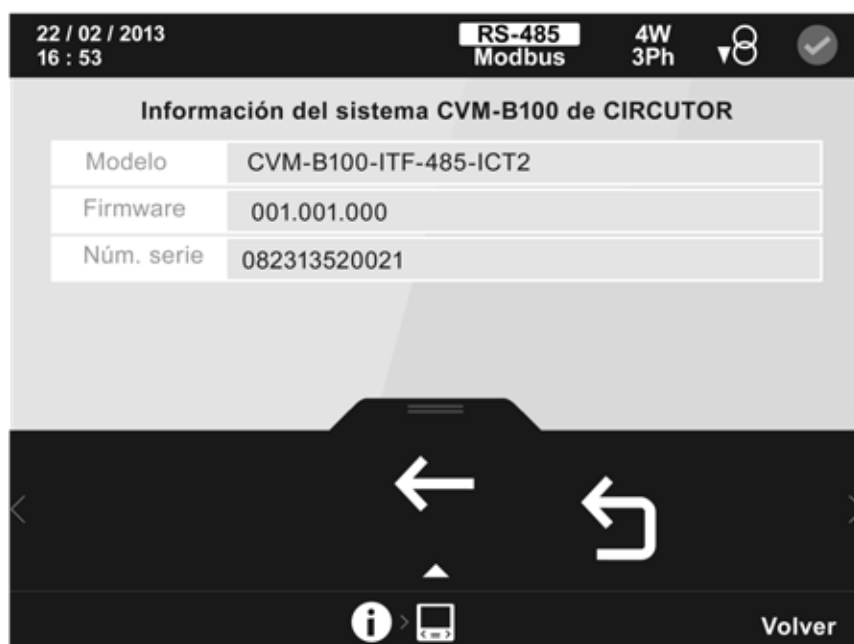 22 / 02 / 2013
16 : 53
RS-485
Modbus
4W
3Ph
Información del sistema CVM-B100 de CIRCUTOR
Modelo CVM-B100-ITF-485-ICT2
Firmware 001.001.000
Núm. serie 082313520021
Volver